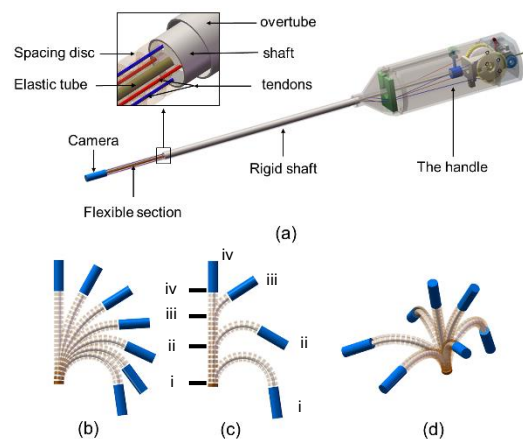 overtube
Spacing disc
shaft
Elastic tube
tendons
Camera
Rigid shaft
The handle
Flexible section
(a)
iv
iv
iii
iii
ii
ii
i
i
(b)
(c)
(d)